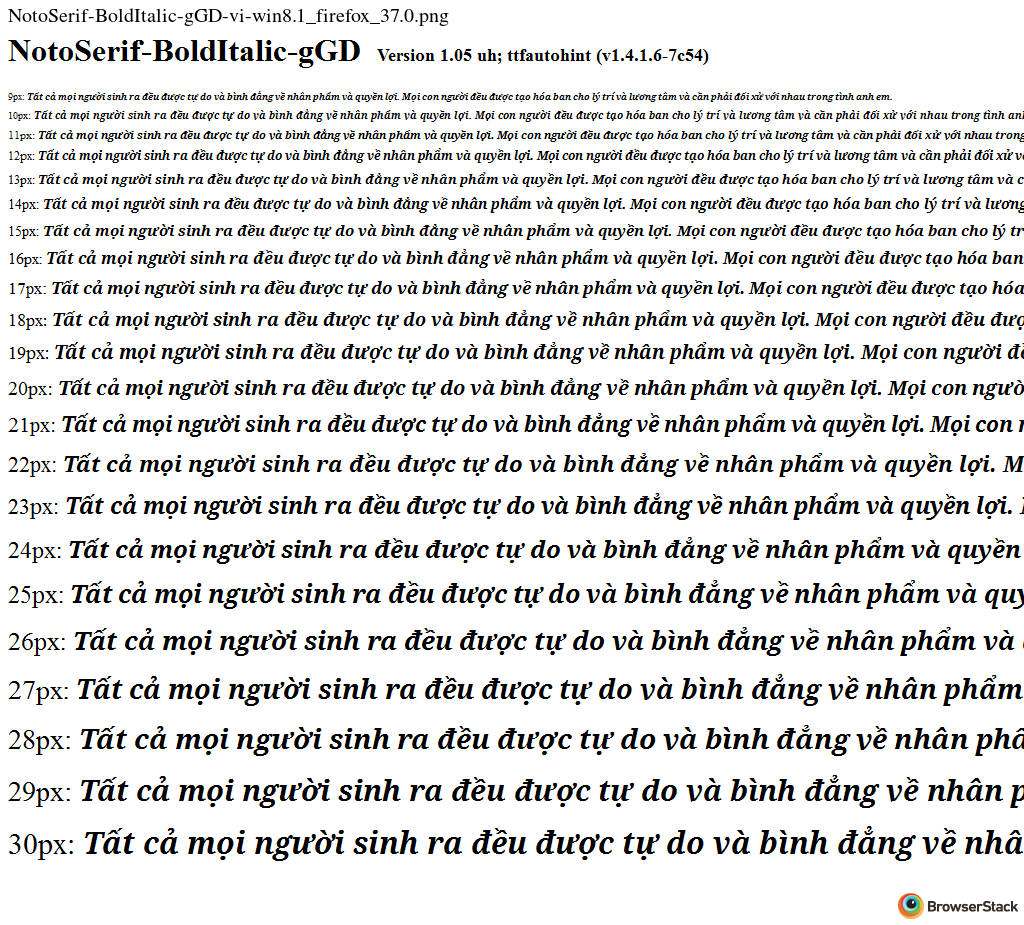 NotoSerif-BoldItalic-gGD-vi-win8.1_firefox_37.0.png
NotoSerif-BoldItalic-gGD Version 1.05 uh; ttfautohint (v1.4.1.6-7c54)
9px: Tất cả mọi người sinh ra đều được tự do và bình đẳng về nhân phẩm và quyền lợi. Mọi con người đều được tạo hóa ban cho lý trí và lương tâm và cần phải đối xử với nhau trong tình anh em.
10px: Tất cả mọi người sinh ra đều được tự do và bình đẳng về nhân phẩm và quyền lợi. Mọi con người đều được tạo hóa ban cho lý trí và lương tâm và cần phải đối xử với nhau trong tình
11px: Tất cả mọi người sinh ra đều được tự do và bình đẳng về nhân phẩm và quyền lợi. Mọi con người đều được tạo hóa ban cho lý trí và lương tâm và cần phải đối xử với nhau trong
12px: Tất cả mọi người sinh ra đều được tự do và bình đẳng về nhân phẩm và quyền lợi. Mọi con người đều được tạo hóa ban cho lý trí và lương tâm và cần phải đối xử
13px: Tất cả mọi người sinh ra đều được tự do và bình đẳng về nhân phẩm và quyền lợi. Mọi con người đều được tạo hóa ban cho lý trí và lương tâm và c
14px: Tất cả mọi người sinh ra đều được tự do và bình đẳng về nhân phẩm và quyền lợi. Mọi con người đều được tạo hóa ban cho lý trí và lương
15px: Tất cả mọi người sinh ra đều được tự do và bình đẳng về nhân phẩm và quyền lợi. Mọi con người đều được tạo hóa ban cho lý tr
16px: Tất cả mọi người sinh ra đều được tự do và bình đẳng về nhân phẩm và quyền lợi. Mọi con người đều được tạo hóa ban
17px: Tất cả mọi người sinh ra đều được tự do và bình đẳng về nhân phẩm và quyền lợi. Mọi con người đều được tạo hóa
18px: Tất cả mọi người sinh ra đều được tự do và bình đẳng về nhân phẩm và quyền lợi. Mọi con người đều đượ
19px: Tất cả mọi người sinh ra đều được tự do và bình đẳng về nhân phẩm và quyền lợi. Mọi con người đề
20px: Tất cả mọi người sinh ra đều được tự do và bình đẳng về nhân phẩm và quyền lợi. Mọi con ngườ
21px: Tất cả mọi người sinh ra đều được tự do và bình đẳng về nhân phẩm và quyền lợi. Mọi con
22px: Tất cả mọi người sinh ra đều được tự do và bình đẳng về nhân phẩm và quyền lợi. M
23px: Tất cả mọi người sinh ra đều được tự do và bình đẳng về nhân phẩm và quyền lợi.
24px: Tất cả mọi người sinh ra đều được tự do và bình đẳng về nhân phẩm và quyền
25px: Tất cả mọi người sinh ra đều được tự do và bình đẳng về nhân phẩm và quy
26px: Tất cả mọi người sinh ra đều được tự do và bình đẳng về nhân phẩm và
27px: Tất cả mọi người sinh ra đều được tự do và bình đẳng về nhân phẩm
28px: Tất cả mọi người sinh ra đều được tự do và bình đẳng về nhân phẩ
29px: Tất cả mọi người sinh ra đều được tự do và bình đẳng về nhân p
30px: Tất cả mọi người sinh ra đều được tự do và bình đẳng về nhâ
BrowserStack